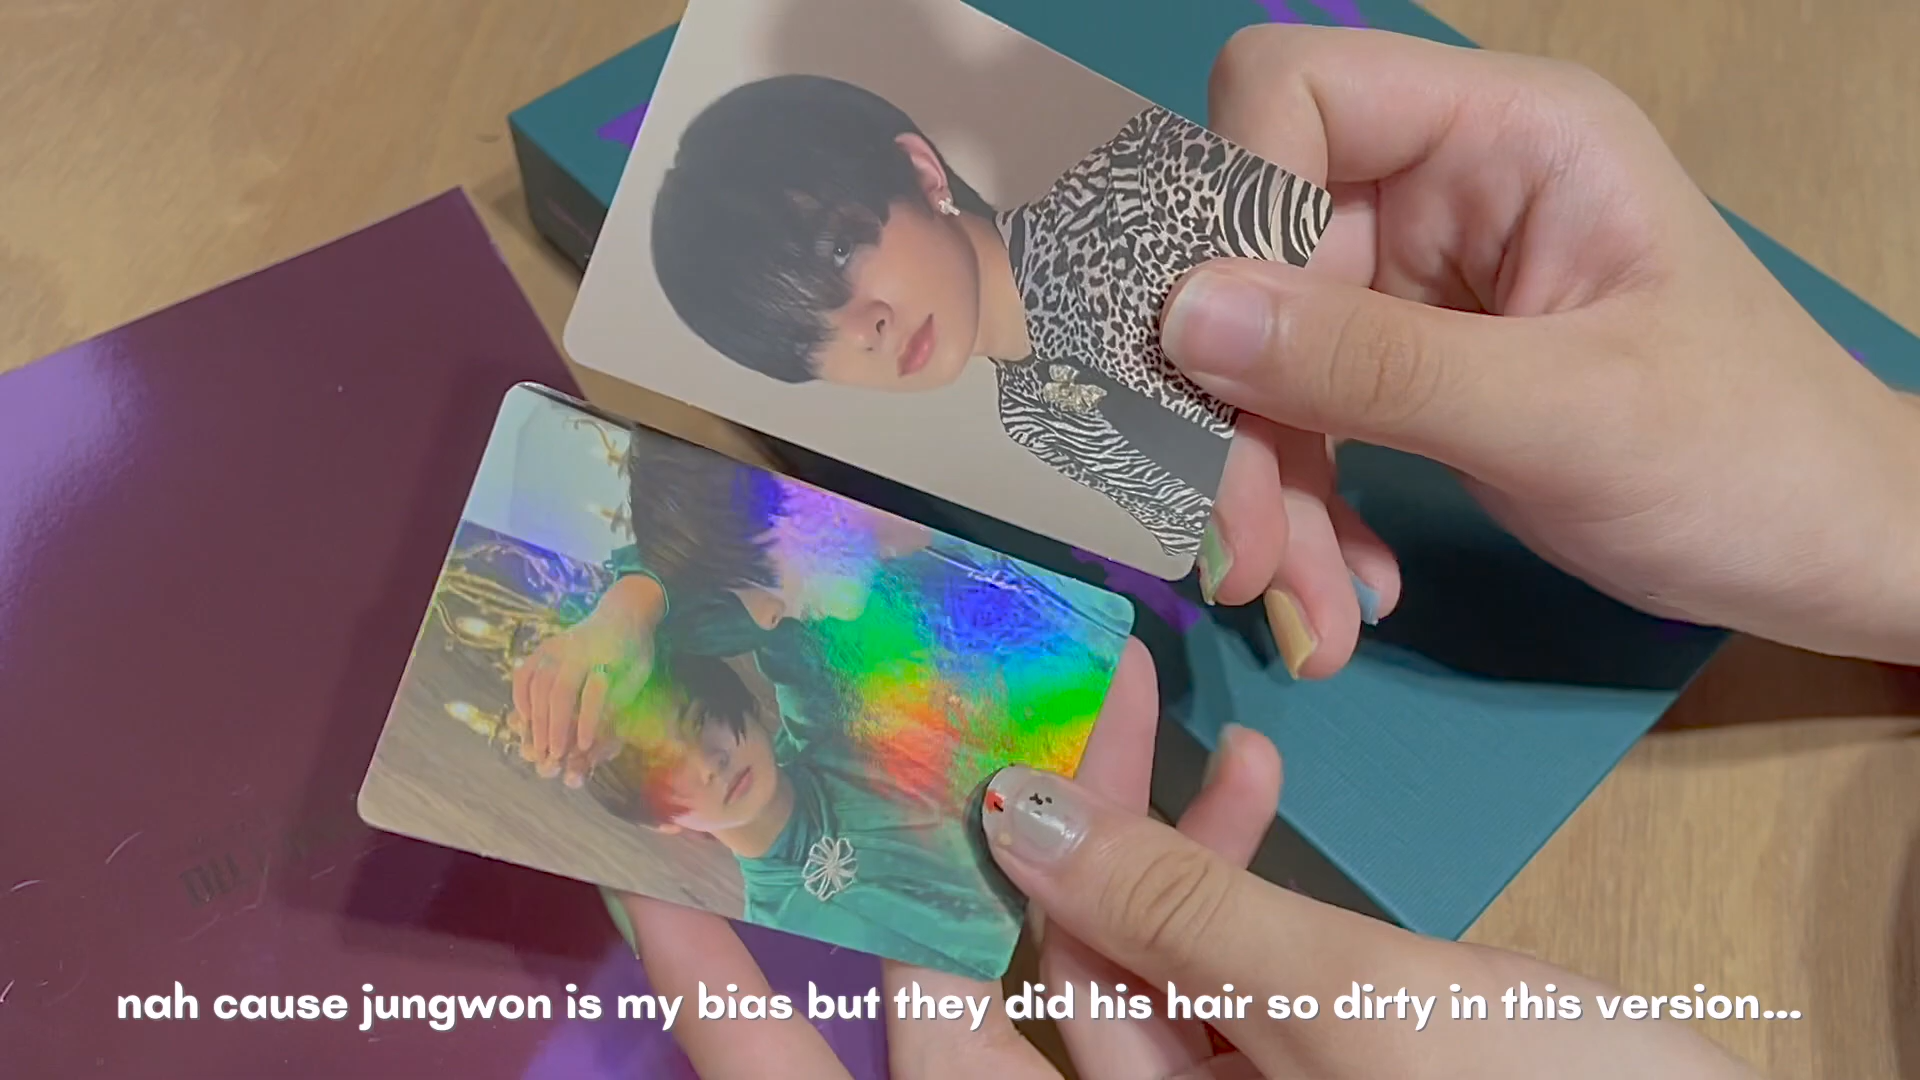 nah cause jungwon is my bias but they did his hair so dirty in this version...